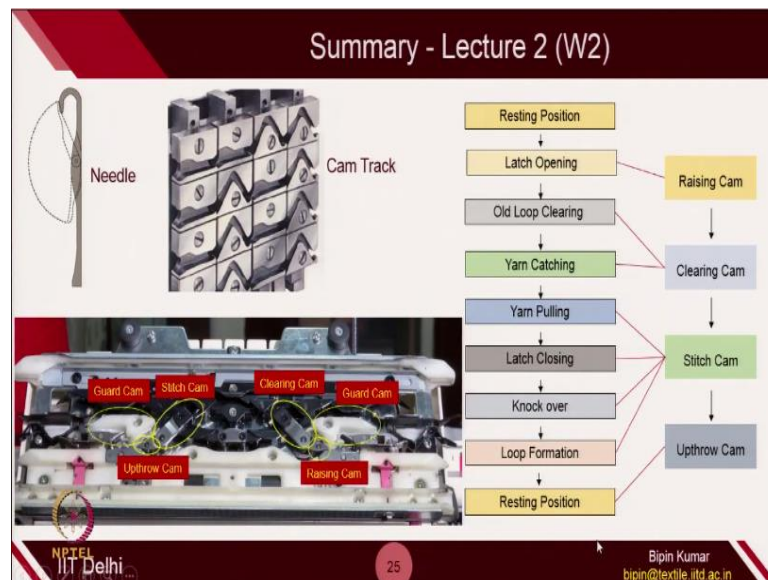 Summary - Lecture 2 (W2)
Needle
Cam Track
Resting Position
Latch Opening
Old Loop Clearing
Yarn Catching
Yarn Pulling
Latch Closing
Knock over
Loop Formation
Resting Position
Raising Cam
Clearing Cam
Stitch Cam
Upthrow Cam
Guard Cam
Stitch Cam
Clearing Cam
Guard Cam
Upthrow Cam
Raising Cam
NPTEL
IIT Delhi
25
Bipin Kumar
bipin@textile.iitd.ac.in